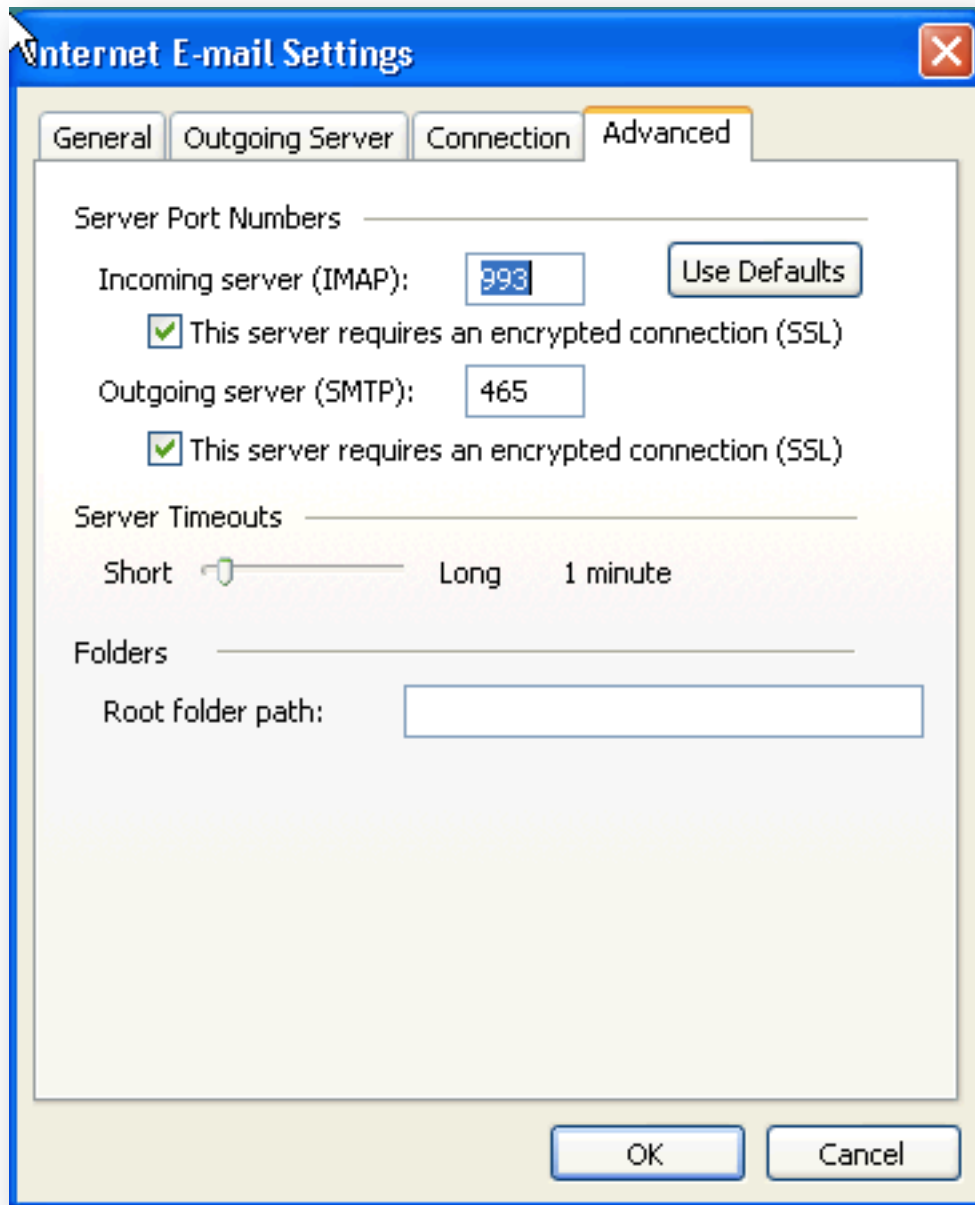 Internet E-mail Settings
General Outgoing Server Connection Advanced
Server Port Numbers
Incoming server (IMAP): 993 Use Defaults
This server requires an encrypted connection (SSL)
Outgoing server (SMTP): 465
This server requires an encrypted connection (SSL)
Server Timeouts
Short Long 1 minute
Folders
Root folder path:
OK Cancel